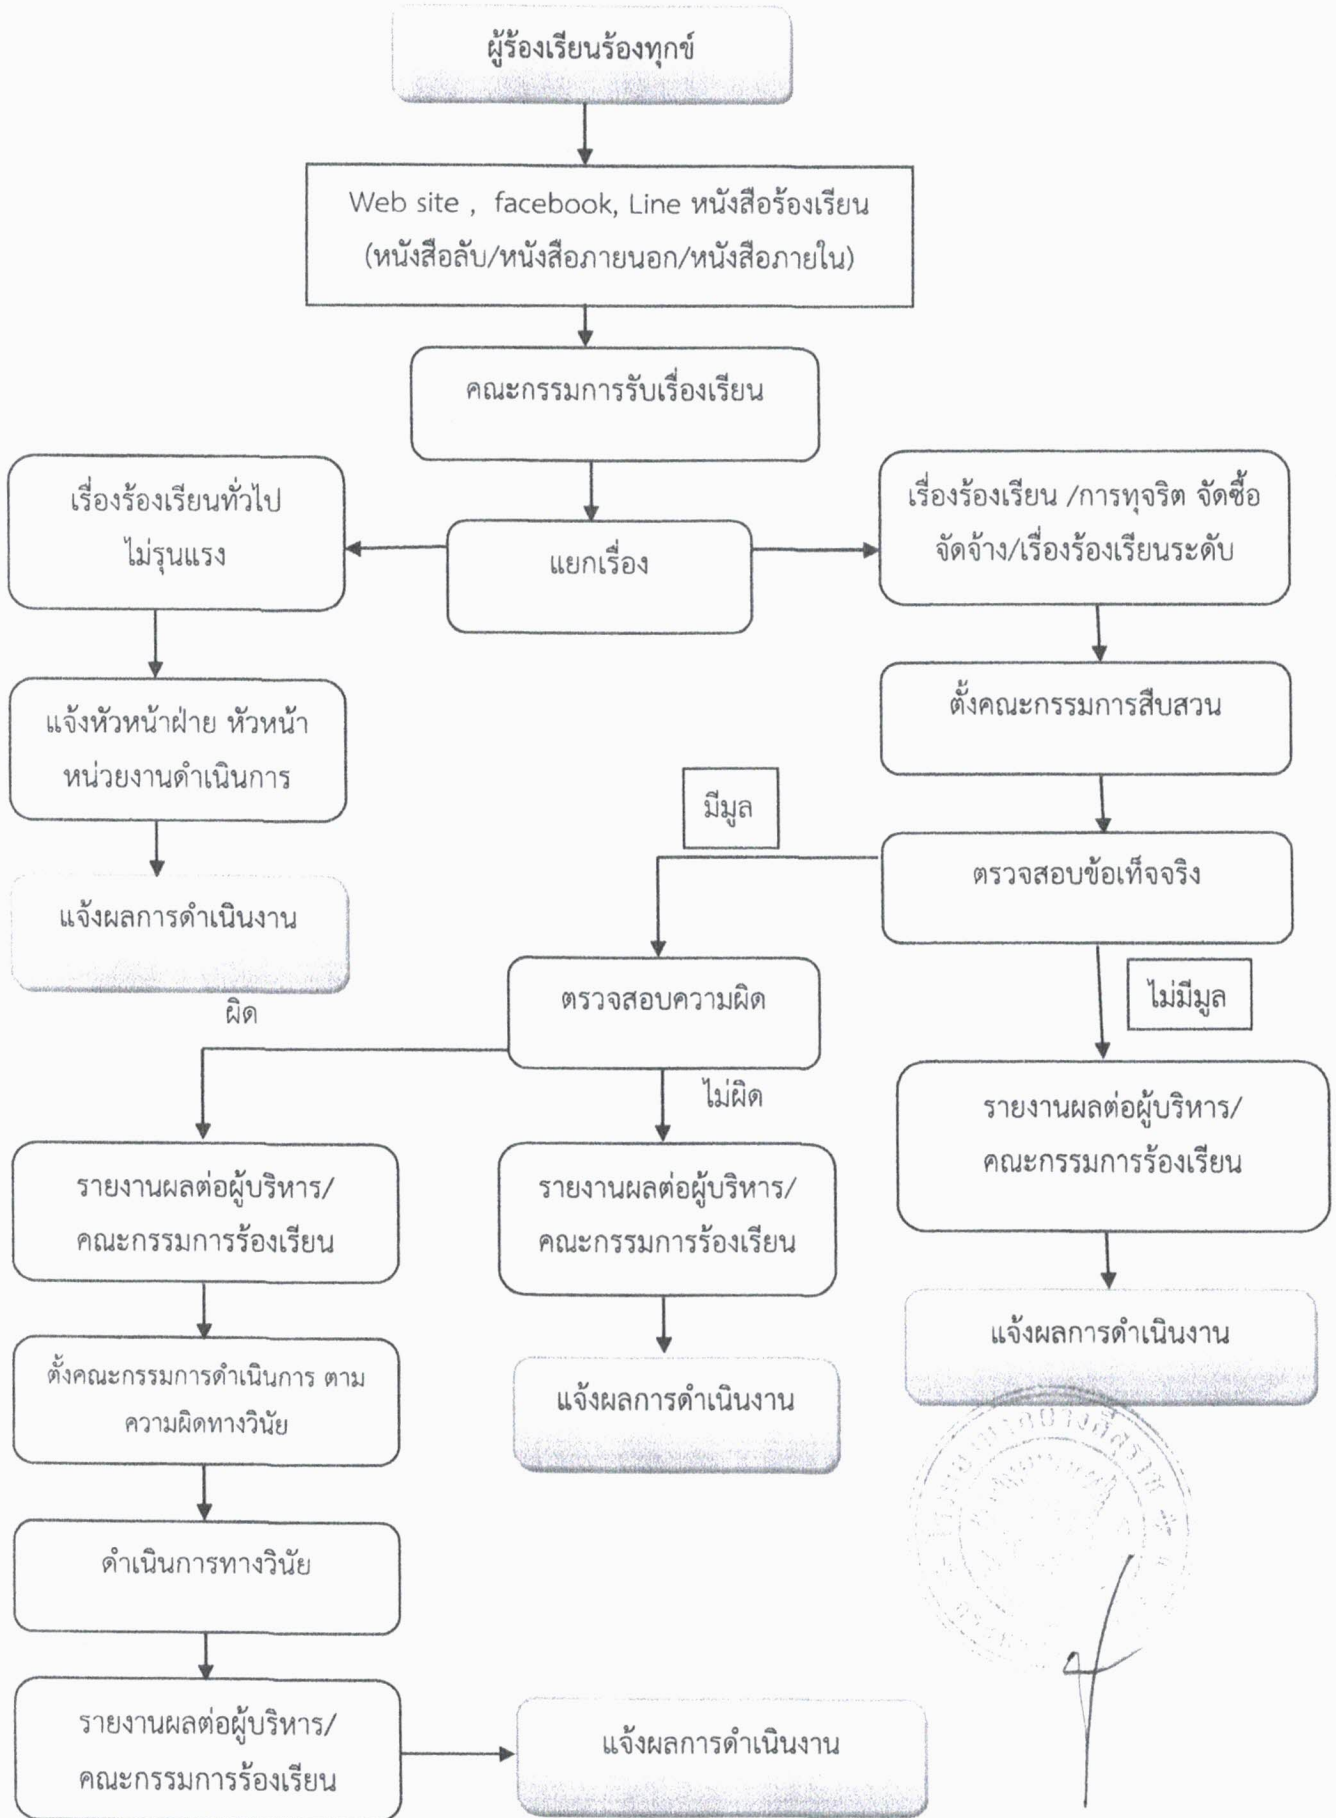 ผู้ร้องเรียนร้องทุกข์
Web site , facebook, Line หนังสือร้องเรียน
(หนังสือลับ/หนังสือภายนอก/หนังสือภายใน)
คณะกรรมการรับเรื่องเรียน
แยกเรื่อง
เรื่องร้องเรียนทั่วไป
ไม่รุนแรง
แจ้งหัวหน้าฝ่าย หัวหน้า
หน่วยงานดำเนินการ
แจ้งผลการดำเนินงาน
เรื่องร้องเรียน /การทุจริต จัดซื้อ
จัดจ้าง/เรื่องร้องเรียนระดับ
ตั้งคณะกรรมการสืบสวน
ตรวจสอบข้อเท็จจริง
มีมูล
ไม่มีมูล
รายงานผลต่อผู้บริหาร/
คณะกรรมการร้องเรียน
แจ้งผลการดำเนินงาน
ตรวจสอบความผิด
ผิด
ไม่ผิด
รายงานผลต่อผู้บริหาร/
คณะกรรมการร้องเรียน
แจ้งผลการดำเนินงาน
รายงานผลต่อผู้บริหาร/
คณะกรรมการร้องเรียน
ตั้งคณะกรรมการดำเนินการ ตาม
ความผิดทางวินัย
ดำเนินการทางวินัย
รายงานผลต่อผู้บริหาร/
คณะกรรมการร้องเรียน
แจ้งผลการดำเนินงาน